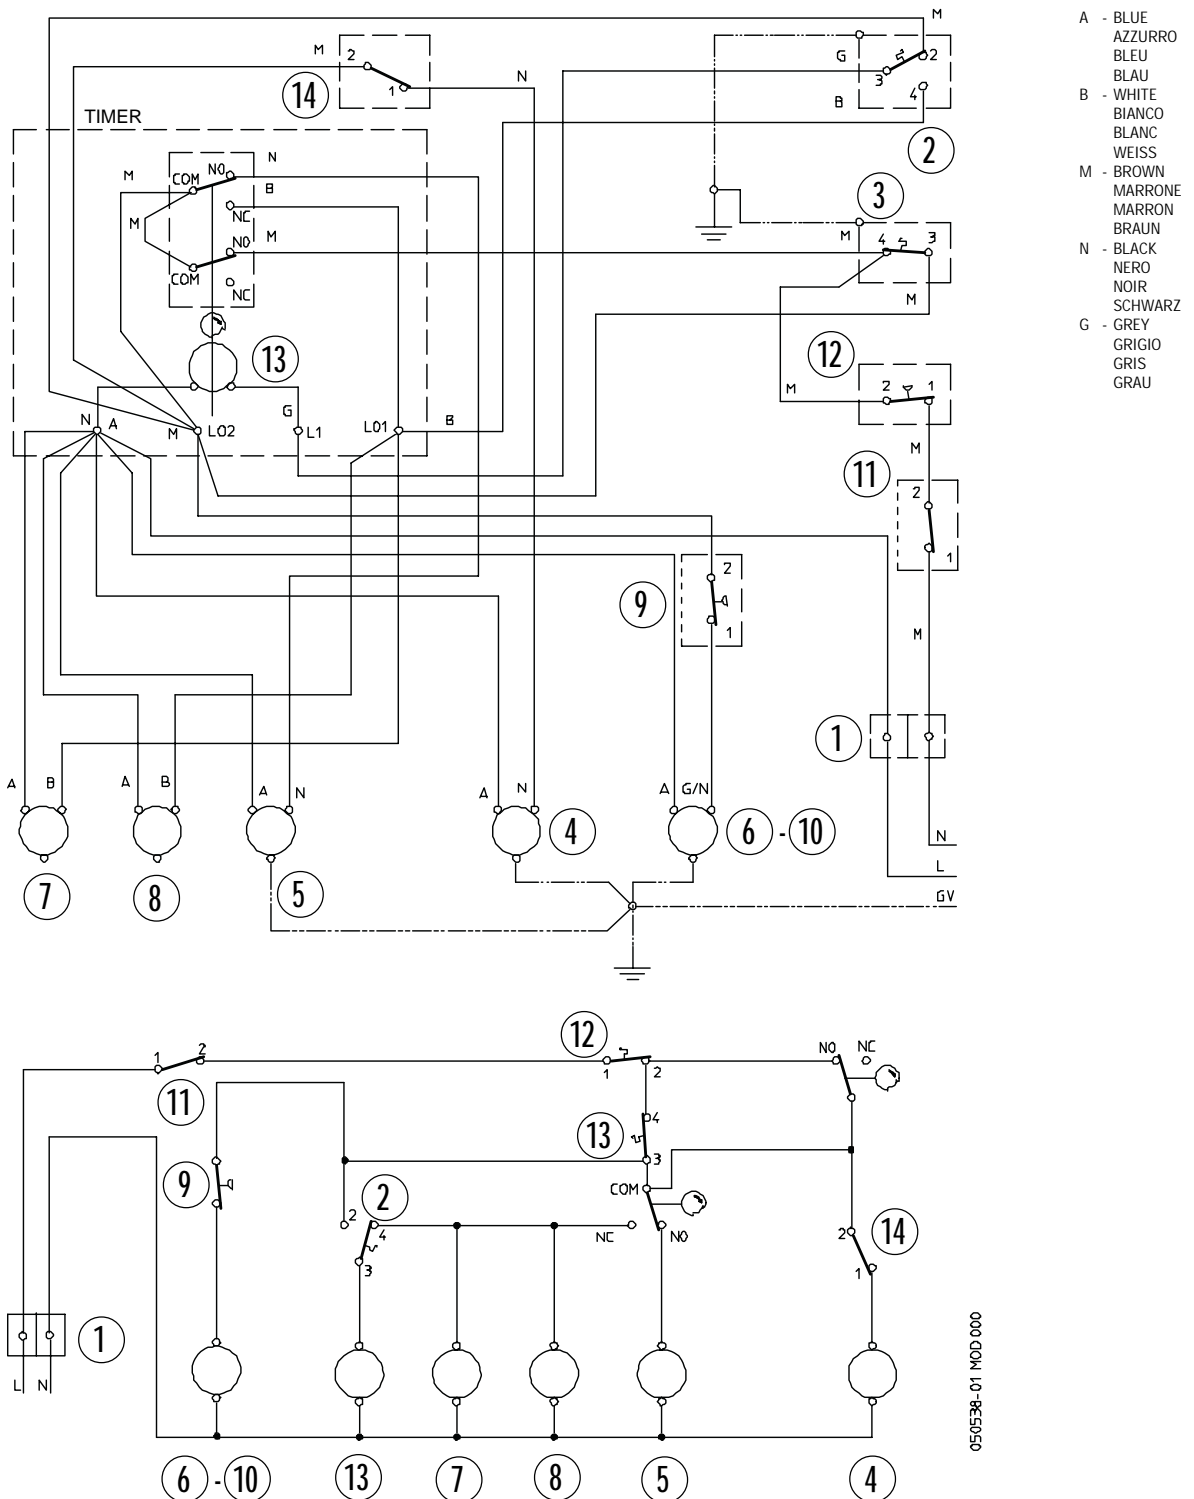 M
A - BLUE
AZZURRO
BLEU
BLAU
B - WHITE
BIANCO
BLANC
WEISS
M - BROWN
MARRONE
MARRON
BRAUN
N - BLACK
NERO
NOIR
SCHWARZ
G - GREY
GRIGIO
GRIS
GRAU
M 2 1 N
14
G 3 2 4
B
2
TIMER
M COM NO N
B
NC
M NO M
COM
NC
3
M 4 3
M
13
12
M 2 1
M
N A M LO2 G L1 LO1 B
11
2
1
9
2
1
M
1
A B A B A N A N A G/N
7 8 5 4 6 - 10
N
L
GV
12
1 2 1 2 NO NC
11
4
13
3
9
2
COM
2 4 NC NO
3
2 14
1
1
L N
050538-01 MOD 000
6 - 10 13 7 8 5 4